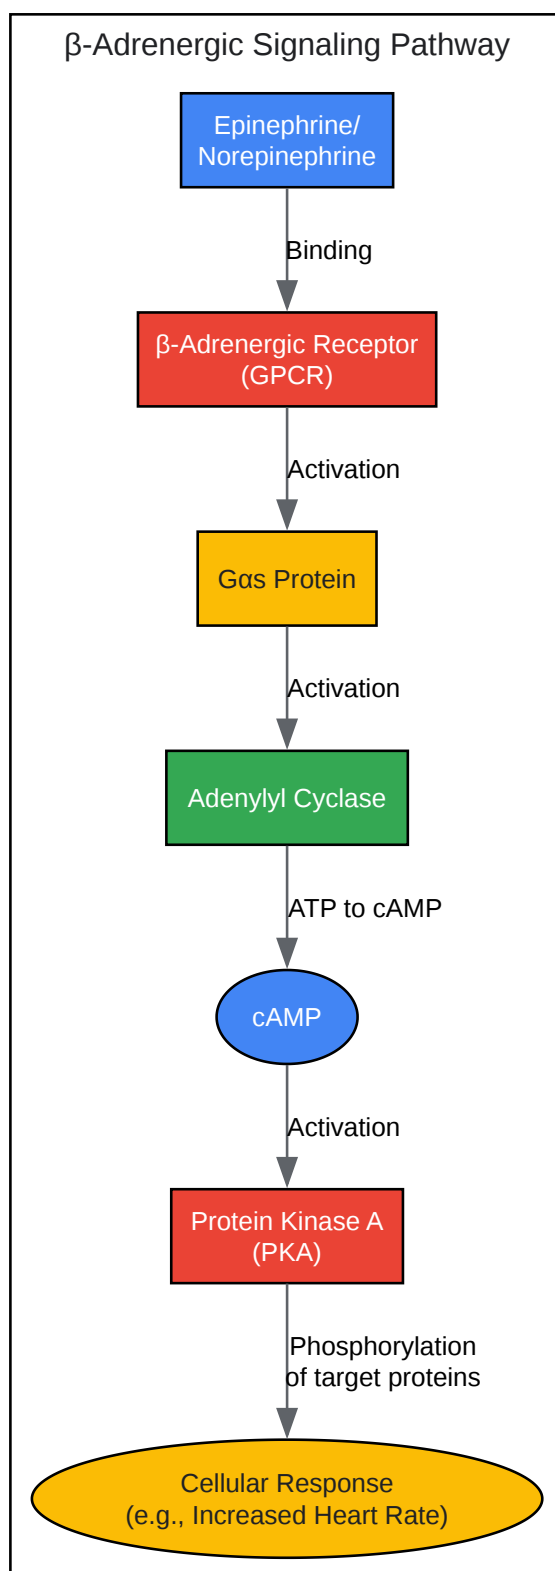 β-Adrenergic Signaling Pathway
Epinephrine/
Norepinephrine
Binding
β-Adrenergic Receptor
(GPCR)
Activation
Gαs Protein
Activation
Adenylyl Cyclase
ATP to cAMP
cAMP
Activation
Protein Kinase A
(PKA)
Phosphorylation
of target proteins
Cellular Response
(e.g., Increased Heart Rate)